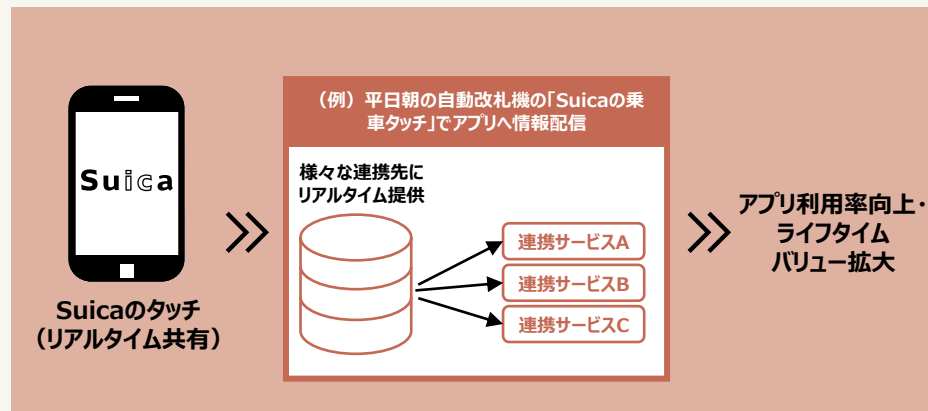 Suica
Suicaのタッチ
（リアルタイム共有）
（例）平日朝の自動改札機の「Suicaの乗
車タッチ」でアプリへ情報配信
様々な連携先に
リアルタイム提供
連携サービスA
連携サービスB
連携サービスC
アプリ利用率向上・
ライフタイム
バリュー拡大